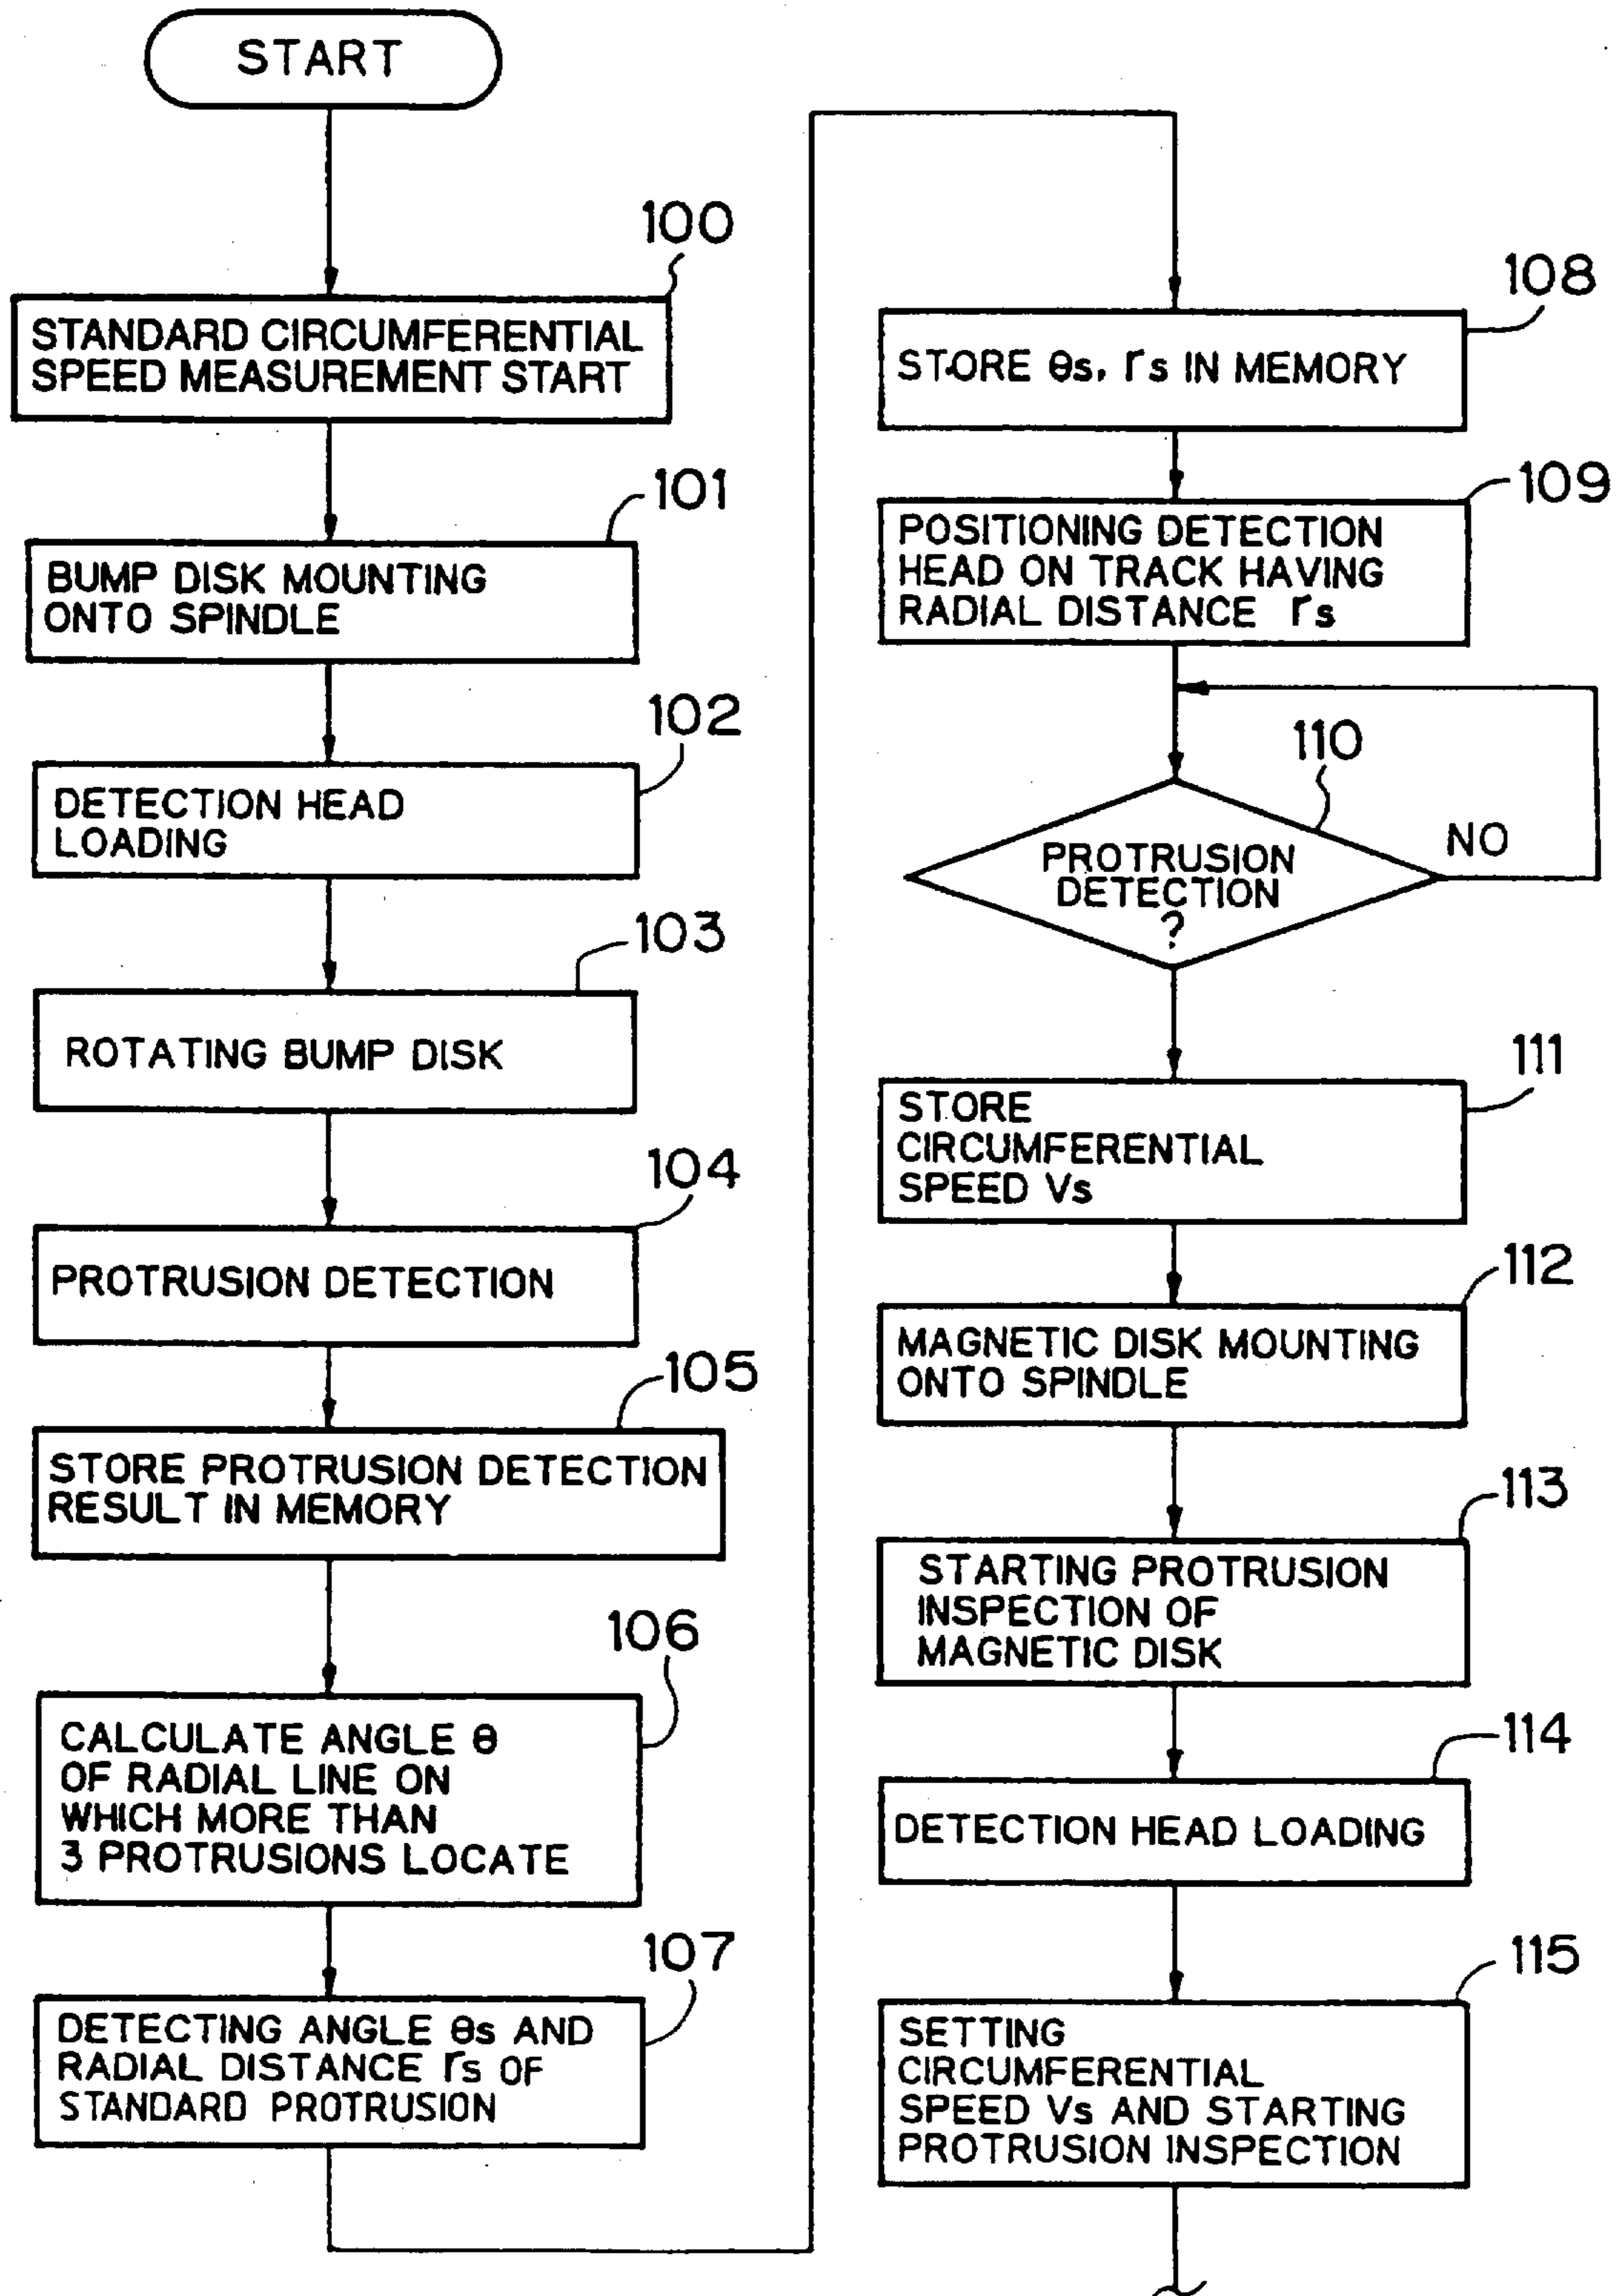 START
100
STANDARD CIRCUMFERENTIAL
SPEED MEASUREMENT START
101
BUMP DISK MOUNTING
ONTO SPINDLE
102
DETECTION HEAD
LOADING
103
ROTATING BUMP DISK
104
PROTRUSION DETECTION
105
STORE PROTRUSION DETECTION
RESULT IN MEMORY
106
CALCULATE ANGLE θ
OF RADIAL LINE ON
WHICH MORE THAN
3 PROTRUSIONS LOCATE
107
DETECTING ANGLE θs AND
RADIAL DISTANCE rs OF
STANDARD PROTRUSION
108
STORE θs, rs IN MEMORY
109
POSITIONING DETECTION
HEAD ON TRACK HAVING
RADIAL DISTANCE rs
110
PROTRUSION
DETECTION
?
NO
111
STORE
CIRCUMFERENTIAL
SPEED Vs
112
MAGNETIC DISK MOUNTING
ONTO SPINDLE
113
STARTING PROTRUSION
INSPECTION OF
MAGNETIC DISK
114
DETECTION HEAD LOADING
115
SETTING
CIRCUMFERENTIAL
SPEED Vs AND STARTING
PROTRUSION INSPECTION